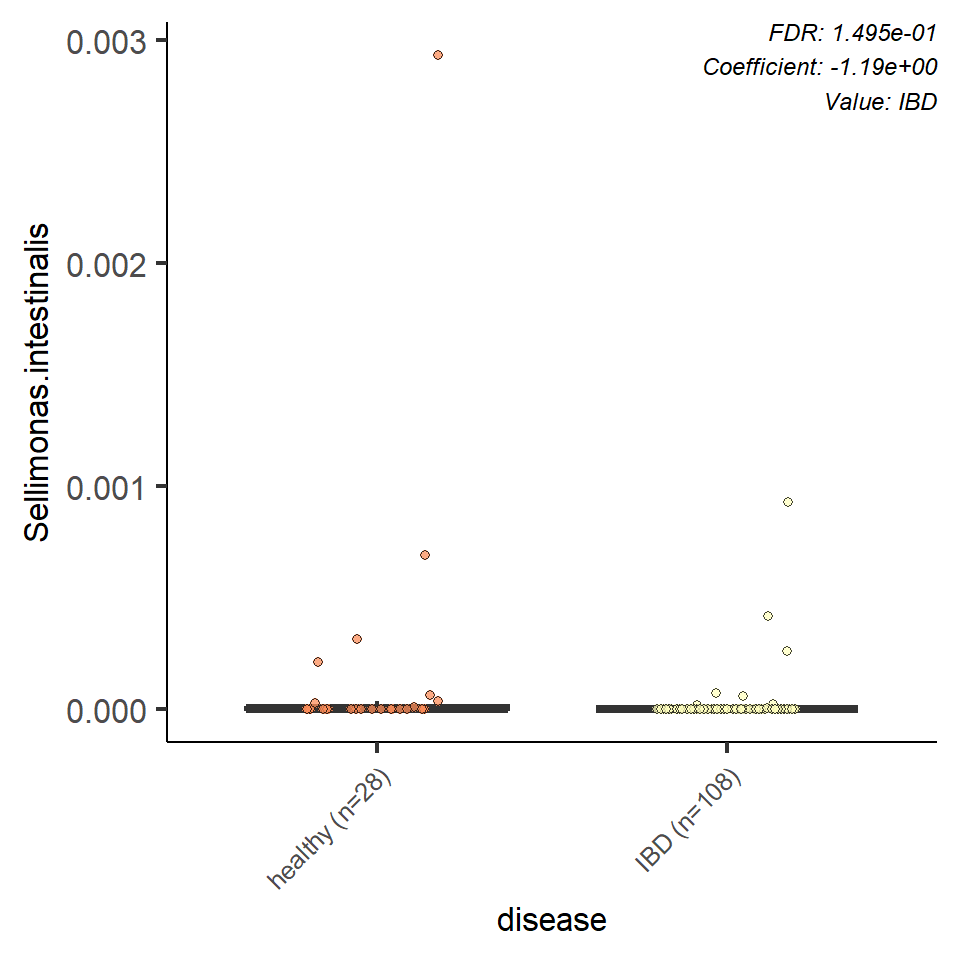 FDR: 1.495e-01
Coefficient: -1.19e+00
Value: IBD
Sellimonas.intestinalis
0.003
0.002
0.001
0.000
healthy (n=28)
IBD (n=108)
disease